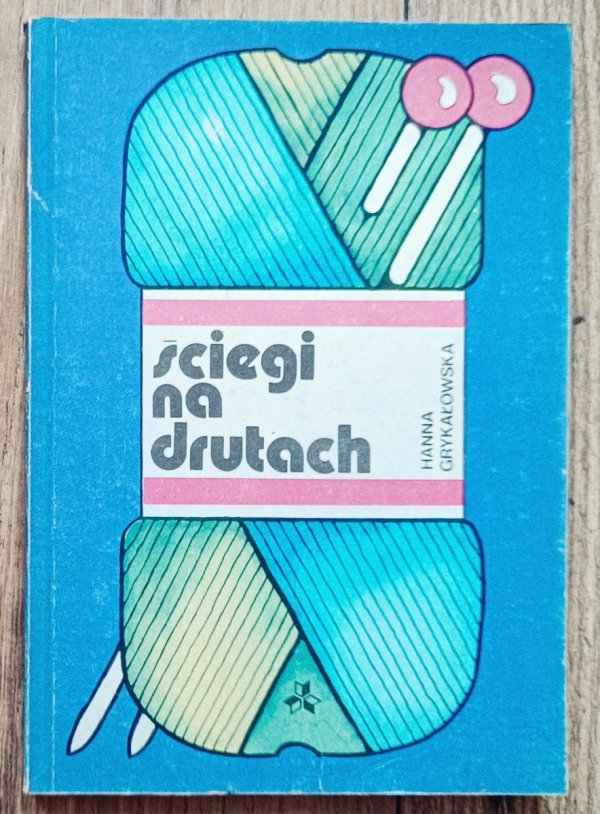 ściegi
na
drutach
HANNA
GRYKAŁOWSKA